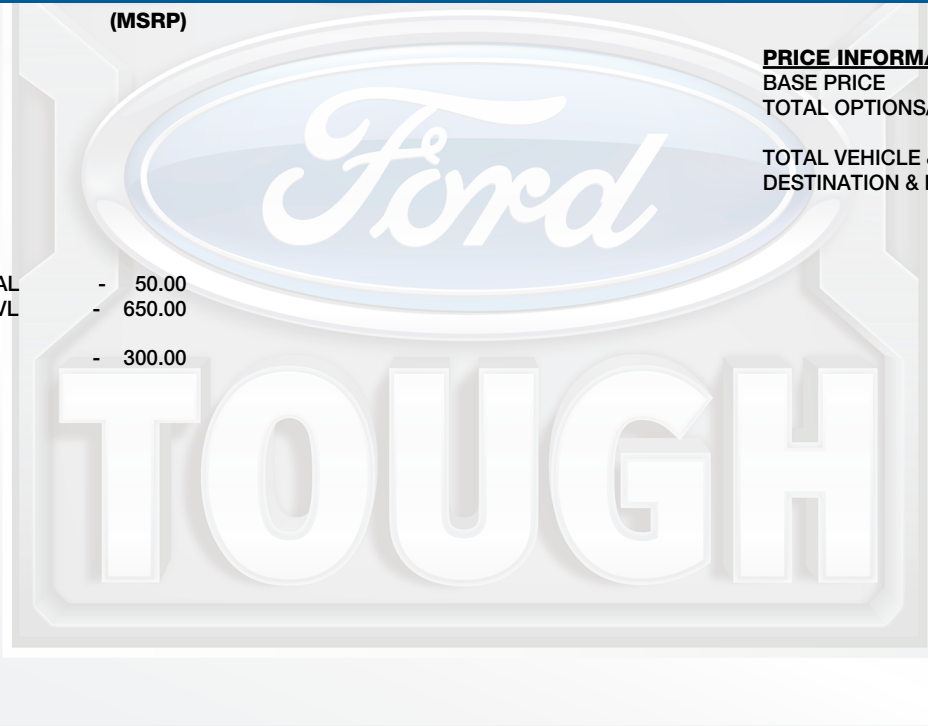 (MSRP)
PRICE INFORMA
BASE PRICE
TOTAL OPTIONS/
TOTAL VEHICLE &
DESTINATION &
AL - 50.00
VL - 650.00
- 300.00
Ford
TOUGH